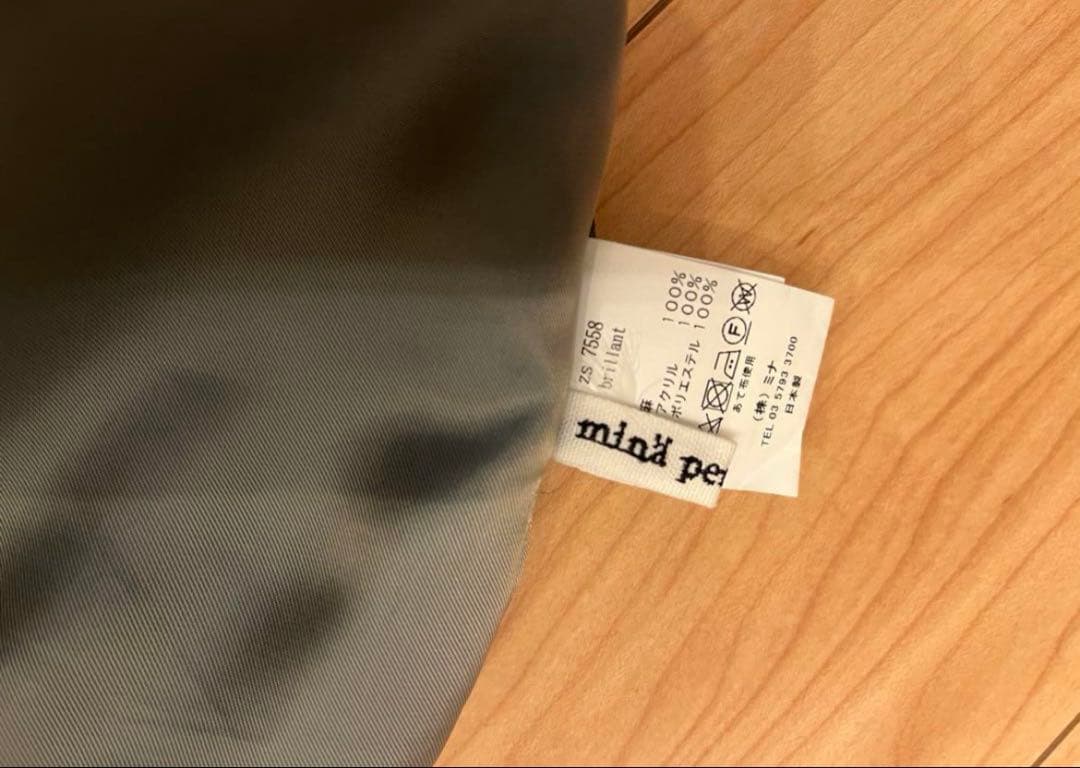 zs 7558
brillant
麻 100%
アクリル 100%
ポリエステル 100%
F
W
あて布使用
(株) ミナ
TEL 03 5793 3700
日本製
minä pe